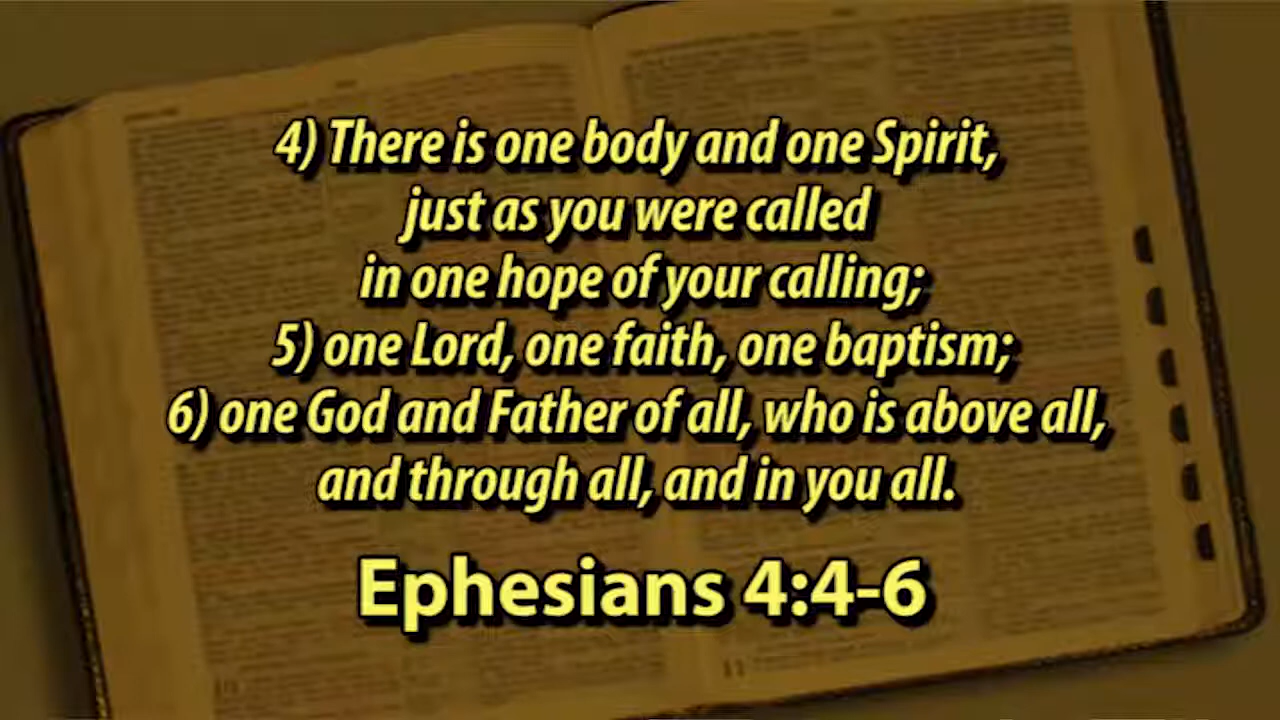 4) There is one body and one Spirit,
just as you were called
in one hope of your calling;
5) one Lord, one faith, one baptism;
6) one God and Father of all, who is above all,
and through all, and in you all.
Ephesians 4:4-6